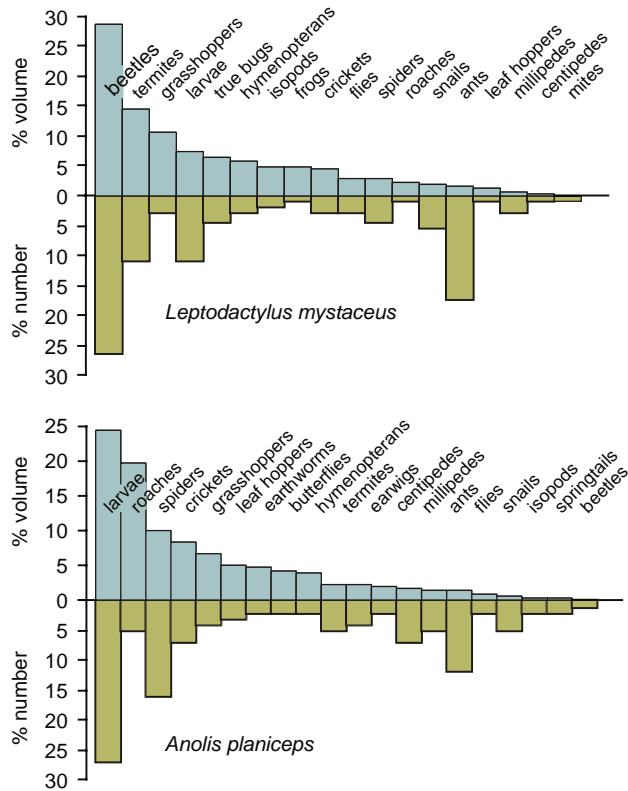 30
25
20
15
10
5
0
5
10
15
20
25
30
% volume
% number
beetles
termites
grasshoppers
larvae
true bugs
hymenopterans
isopods
frogs
crickets
flies
spiders
roaches
snails
ants
leaf hoppers
millipedes
centipedes
mites
Leptodactylus mystaceus
25
20
15
10
5
0
5
10
15
20
25
30
% volume
% number
larvae
roaches
spiders
crickets
grasshoppers
leaf hoppers
earthworms
butterflies
hymenopterans
termites
earwigs
centipedes
millipedes
ants
flies
snails
isopods
springtails
beetles
Anolis planiceps